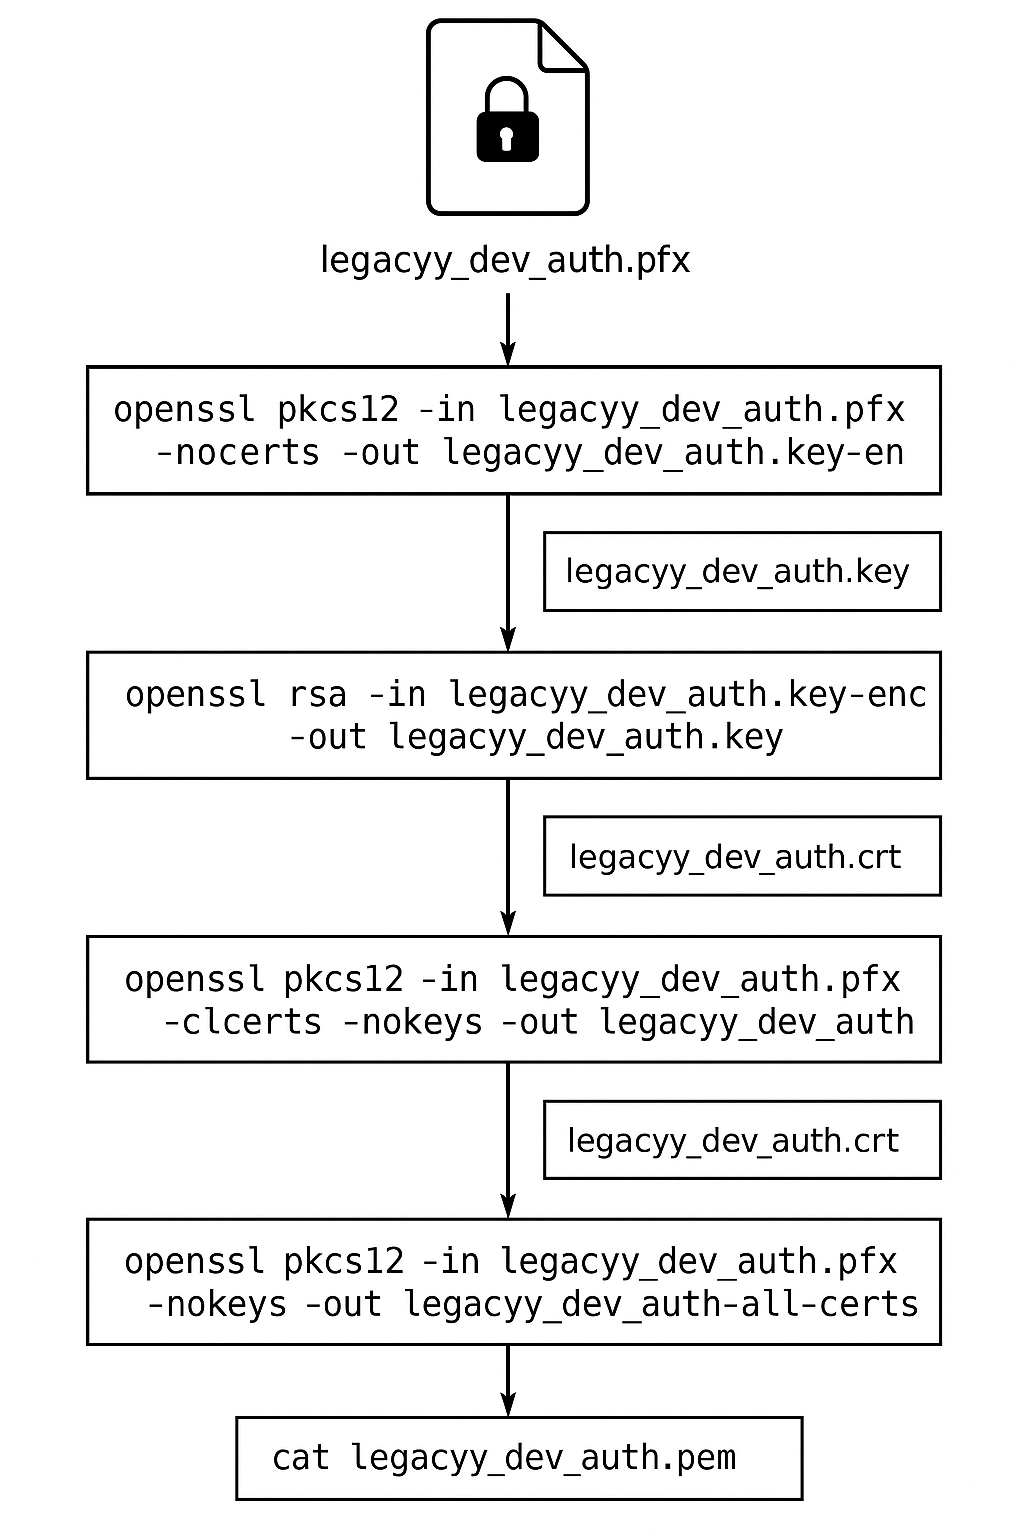 legacyy_dev_auth.pfx
openssl pkcs12 -in legacyy_dev_auth.pfx
-nocerts -out legacyy_dev_auth.key-en
legacyy_dev_auth.key
openssl rsa -in legacyy_dev_auth.key-enc
-out legacyy_dev_auth.key
legacyy_dev_auth.crt
openssl pkcs12 -in legacyy_dev_auth.pfx
-clcerts -nokeys -out legacyy_dev_auth
legacyy_dev_auth.crt
openssl pkcs12 -in legacyy_dev_auth.pfx
-nokeys -out legacyy_dev_auth-all-certs
cat legacyy_dev_auth.pem